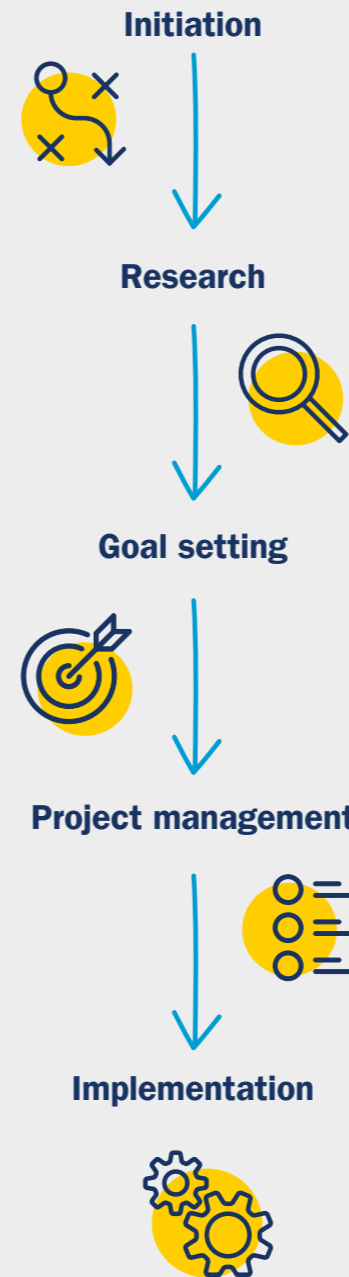 Initiation
Research
Goal setting
Project management
Implementation